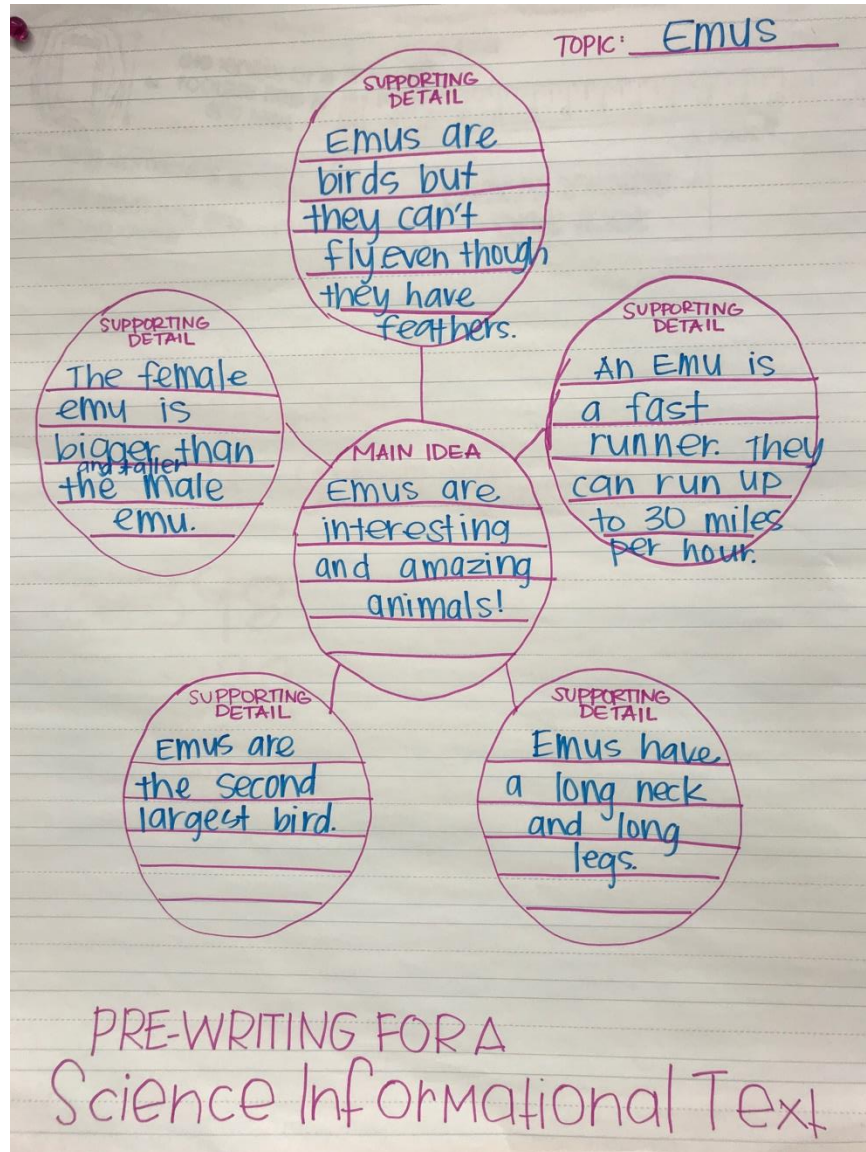 TOPIC: Emus
SUPPORTING
DETAIL
Emus are
birds but
they can't
fly even though
they have
feathers.
SUPPORTING
DETAIL
The female
emu is
bigger than
and taller
the male
emu.
MAIN IDEA
Emus are
interesting
and amazing
animals!
SUPPORTING
DETAIL
An Emu is
a fast
runner. They
can run up
to 30 miles
per hour.
SUPPORTING
DETAIL
Emus are
the second
largest bird.
SUPPORTING
DETAIL
Emus have
a long neck
and long
legs.
PRE-WRITING FOR A
Science Informational Text